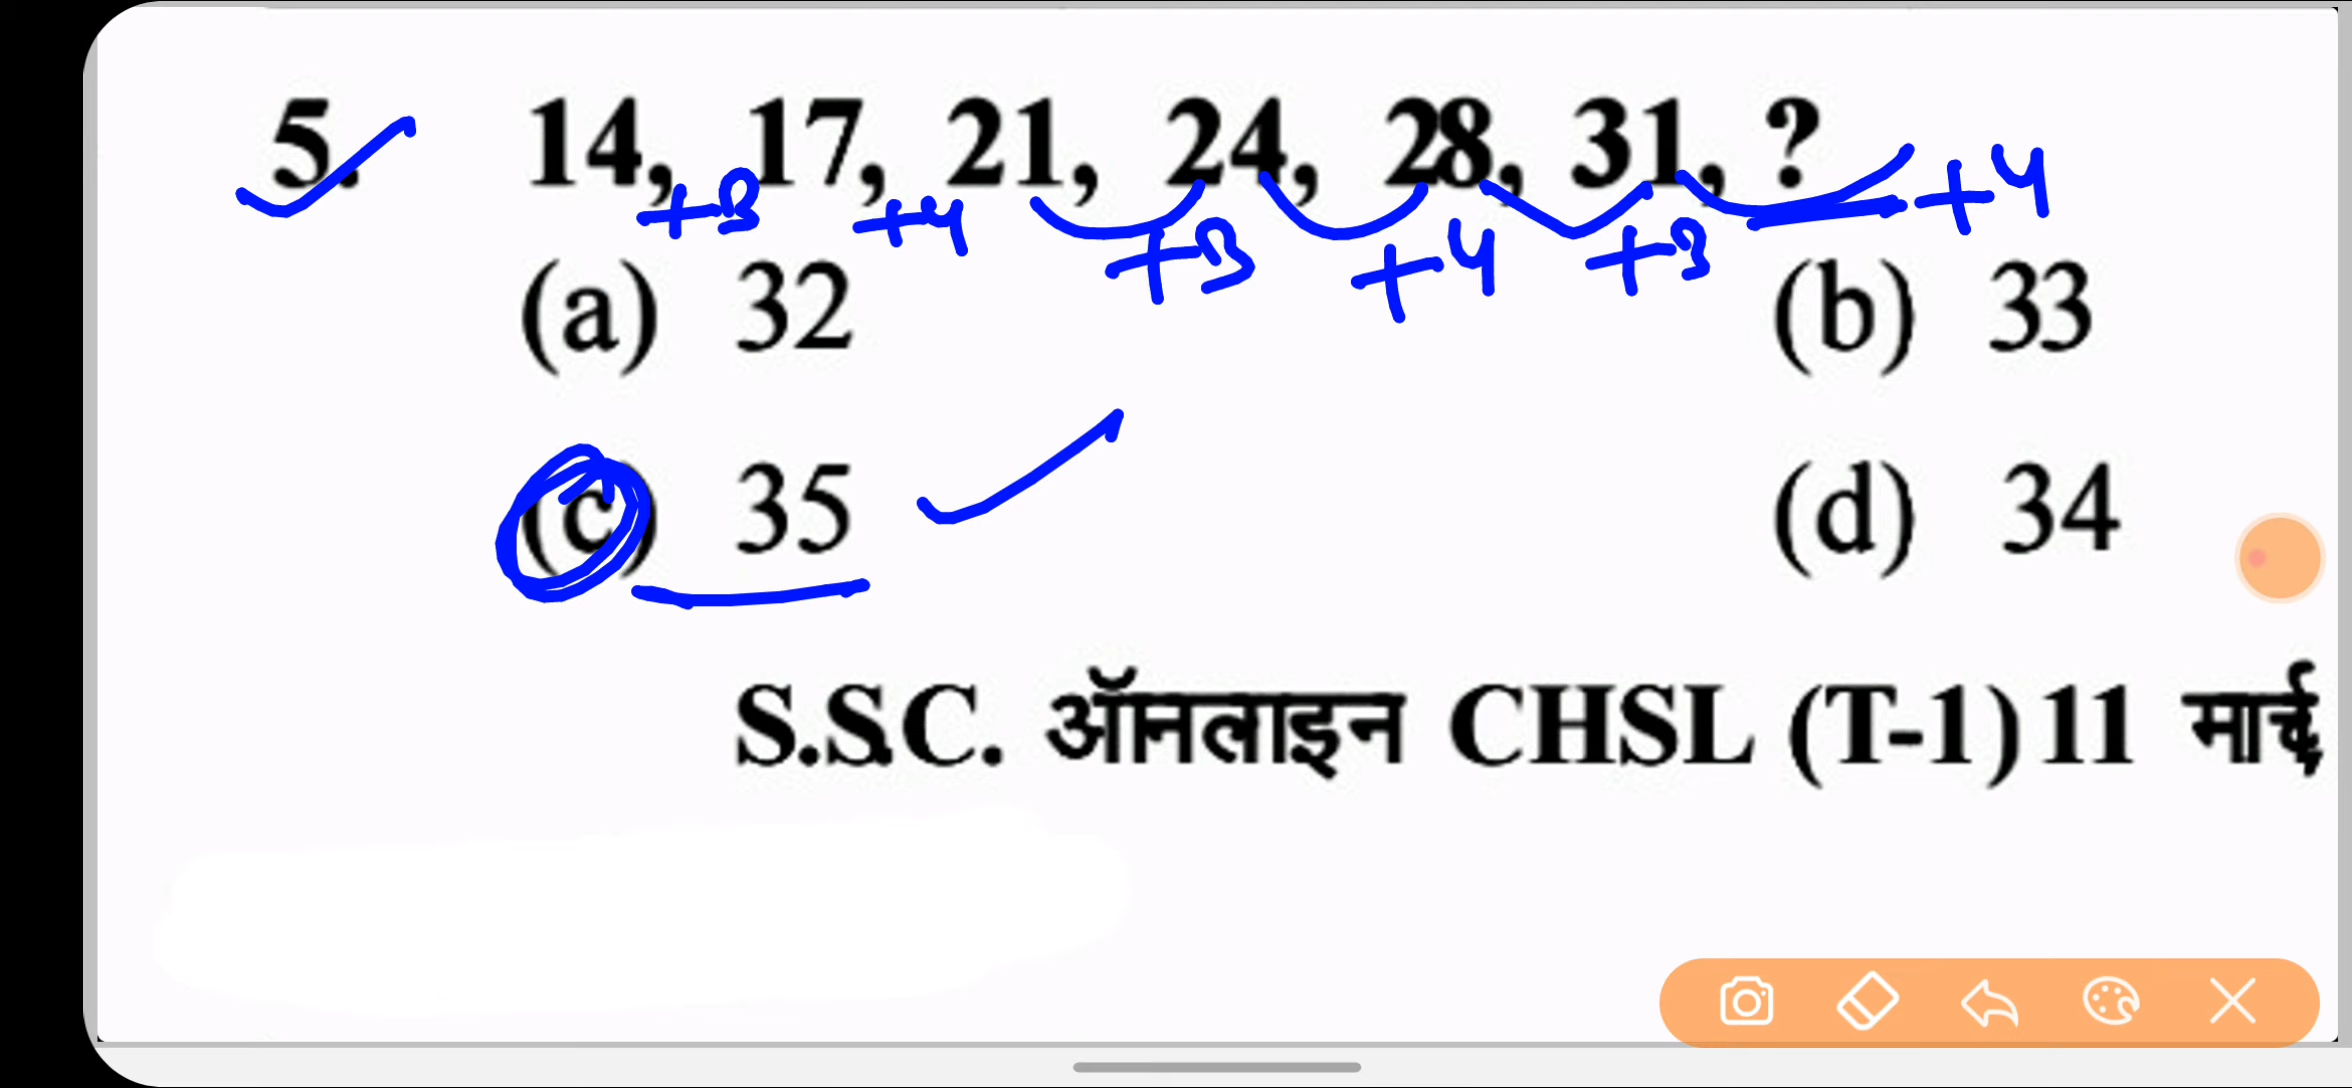 5. 14, 17, 21, 24, 28, 31, ?
+3 +4 +3 +4 +3 +4
(a) 32 (b) 33
(c) 35 (d) 34
S.S.C. ऑनलाइन CHSL (T-1) 11 मार्च,